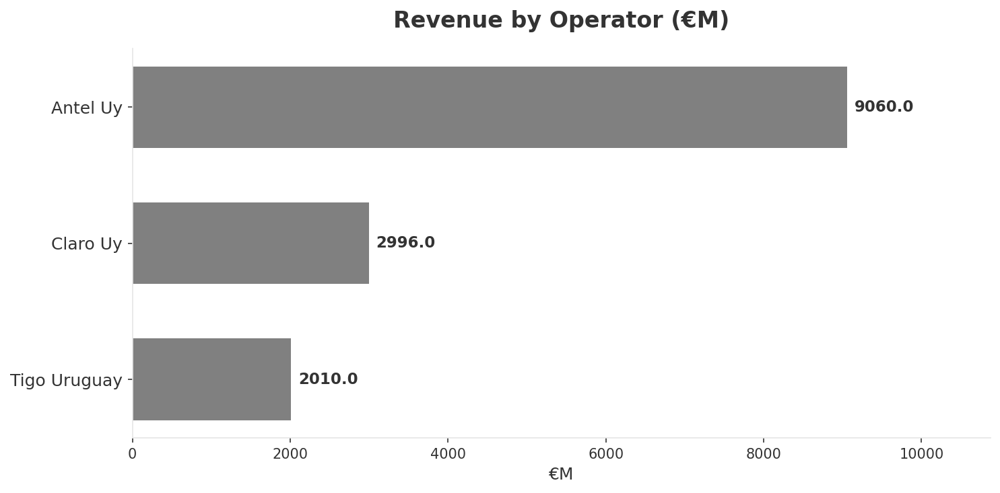 Revenue by Operator (€M)
Antel Uy
9060.0
Claro Uy
2996.0
Tigo Uruguay
2010.0
0 2000 4000 6000 8000 10000
€M